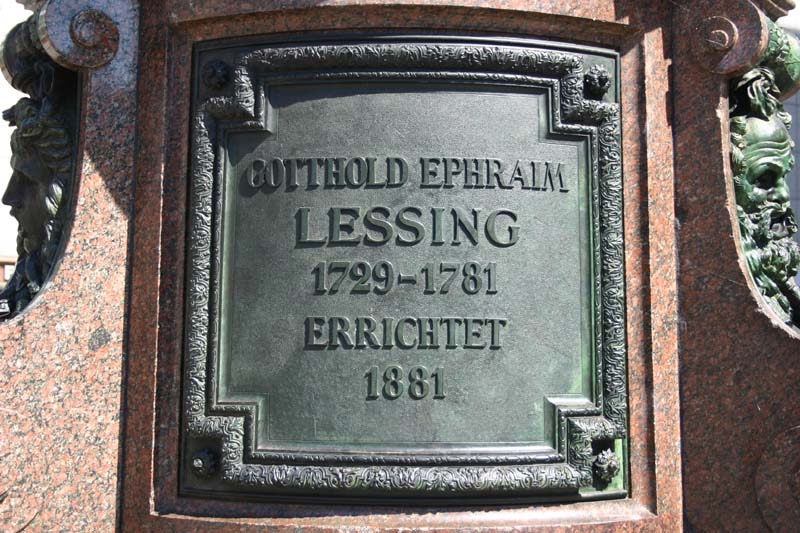 GOTTHOLD EPHRAIM
LESSING
1729-1781
ERRICHTET
1881